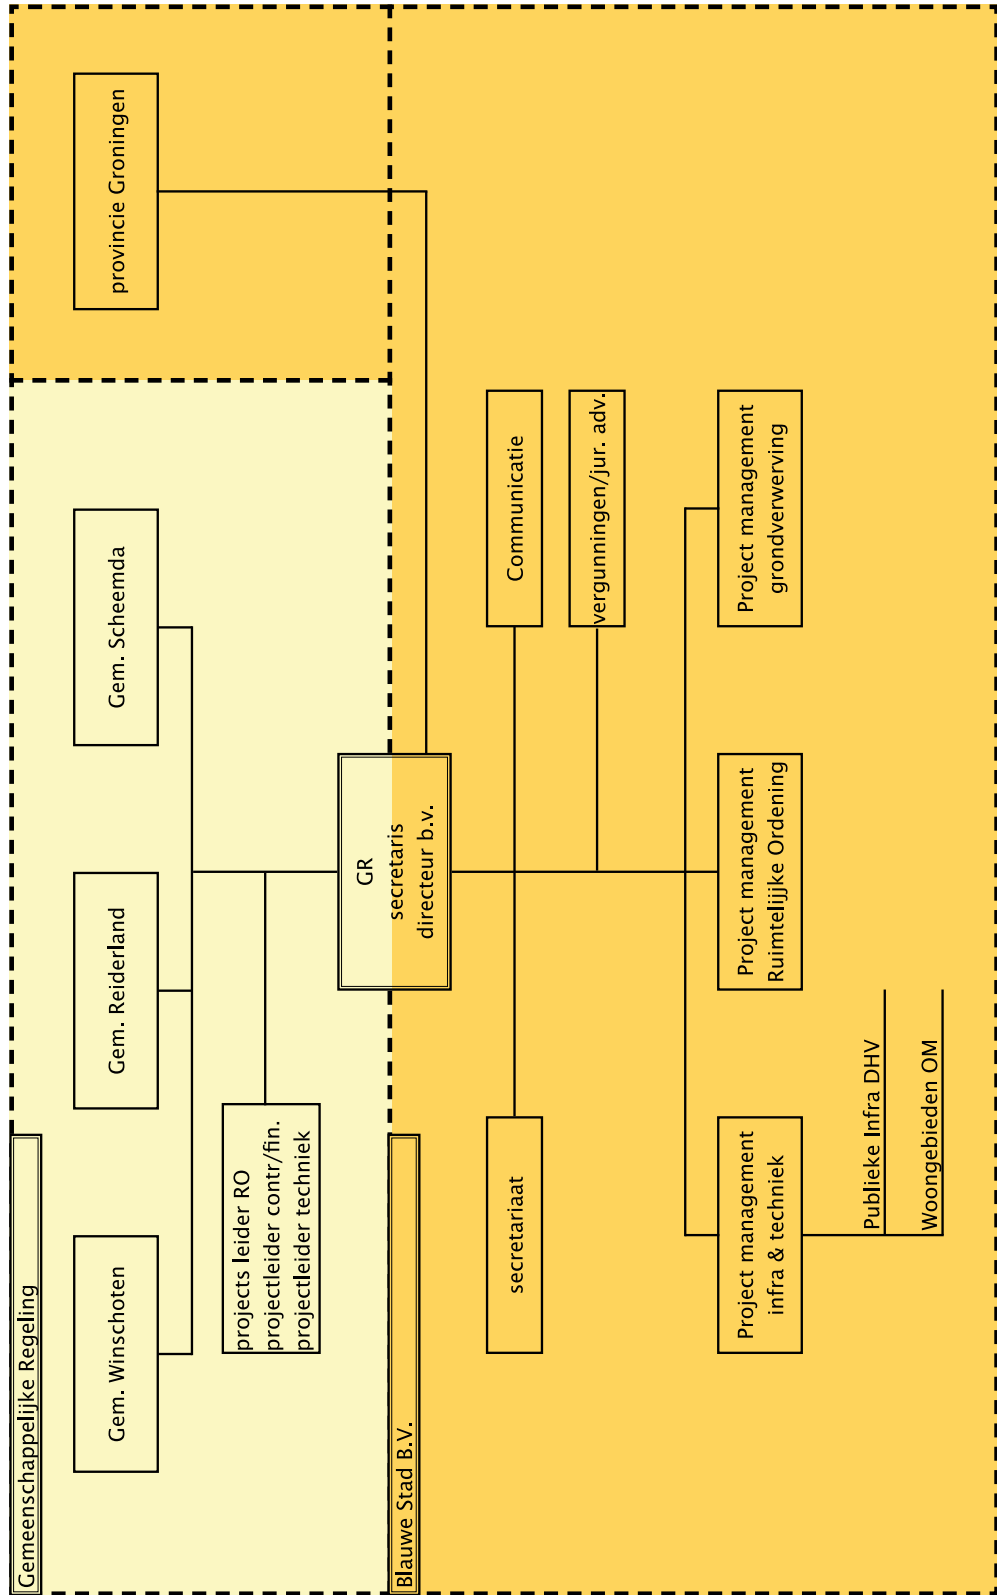 Gemeenschappelijke Regeling
Gem. Winschoten
Gem. Reiderland
Gem. Scheemda
provincie Groningen
projects leider RO
projectleider contr/fin.
projectleider techniek
GR
secretaris
directeur b.v.
Blauwe Stad B.V.
secretariaat
Communicatie
vergunningen/jur. adv.
Project management
infra & techniek
Project management
Ruimtelijjke Ordening
Project management
grondverwerving
Publieke Infra DHV
Woongebieden OM